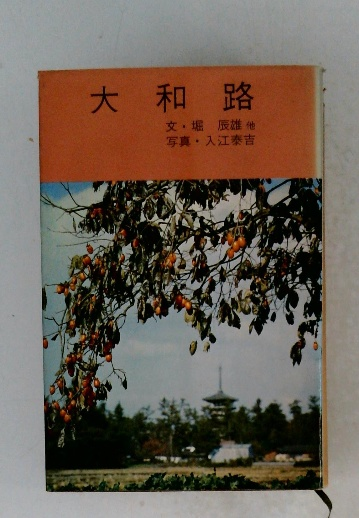 大和路
文・堀 辰雄 他
写真・入江泰吉